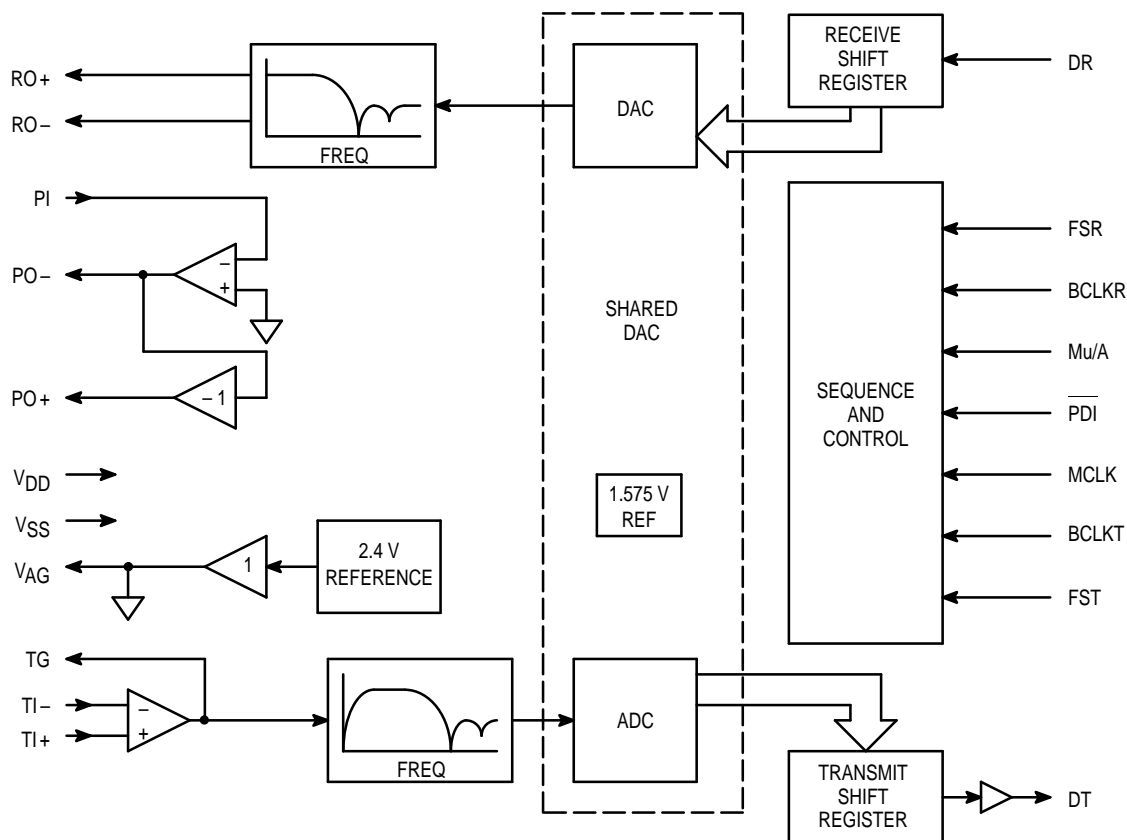 RO+
RO–
FREQ
DAC
RECEIVE
SHIFT
REGISTER
DR
PI
PO–
–
+
PO+
– 1
SHARED
DAC
SEQUENCE
AND
CONTROL
FSR
BCLKR
Mu/A
PDI
MCLK
BCLKT
FST
VDD
VSS
VAG
1
2.4 V
REFERENCE
1.575 V
REF
TG
TI–
TI+
–
+
FREQ
ADC
TRANSMIT
SHIFT
REGISTER
DT